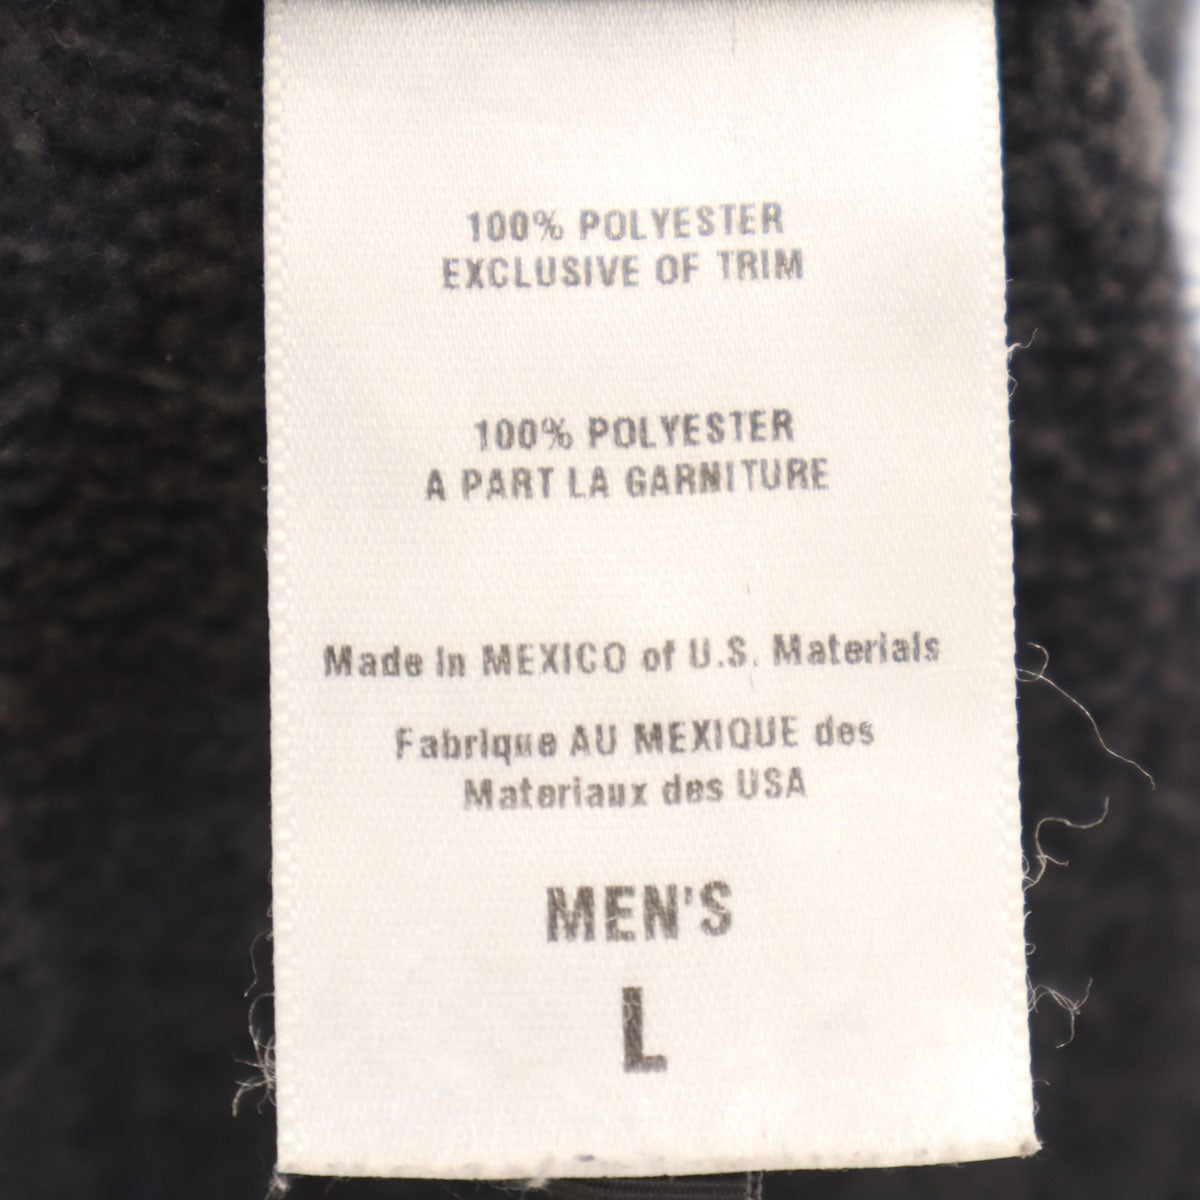 100% POLYESTER
EXCLUSIVE OF TRIM
100% POLYESTER
A PART LA GARNITURE
Made in MEXICO of U.S. Materials
Fabrique AU MEXIQUE des
Materiaux des USA
MEN'S
L